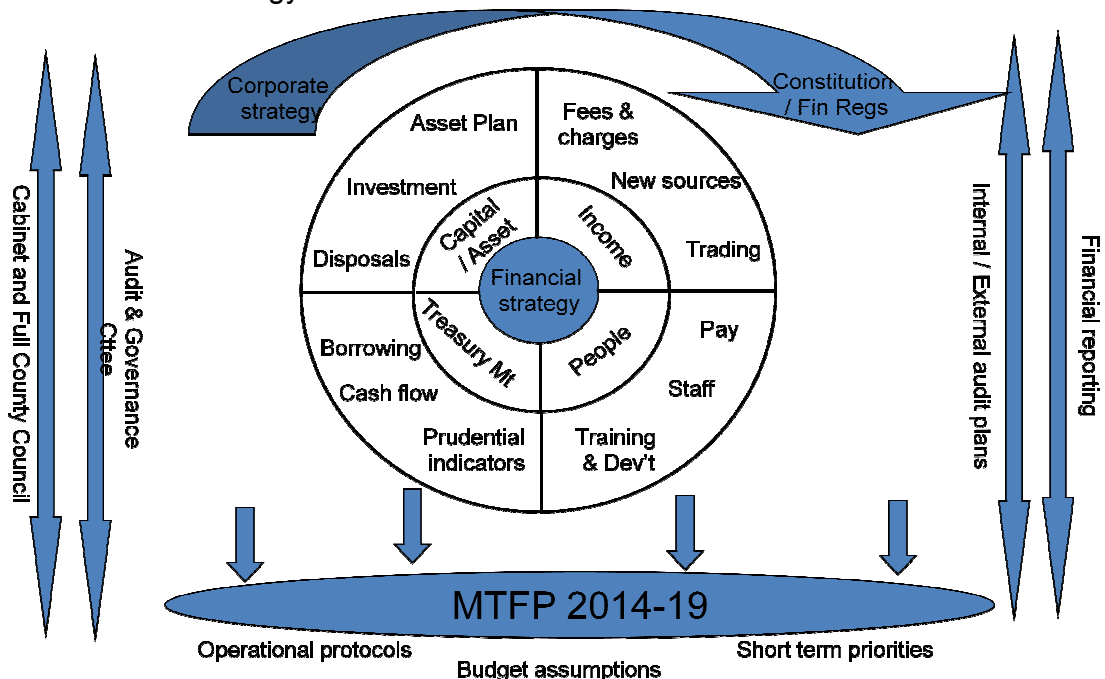 Corporate
strategy
Constitution
/ Fin Regs
Asset Plan
Investment
Disposals
Capital
/ Asset
Fees &
charges
New sources
Trading
Income
Financial
strategy
Borrowing
Cash flow
Prudential
indicators
Treasury Mt
Pay
Staff
Training
& Dev't
People
Cabinet and Full County Council
Audit & Governance
Cttee
Internal / External audit plans
Financial reporting
MTFP 2014-19
Operational protocols
Budget assumptions
Short term priorities